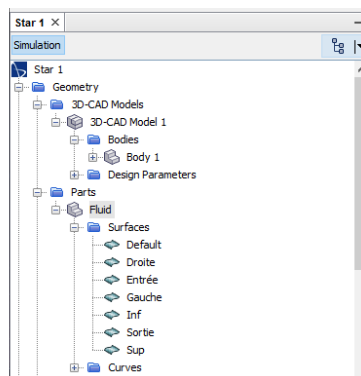 Star 1 ×
Simulation
Star 1
Geometry
3D-CAD Models
3D-CAD Model 1
Bodies
Body 1
Design Parameters
Parts
Fluid
Surfaces
Default
Droite
Entrée
Gauche
Inf
Sortie
Sup
Curves